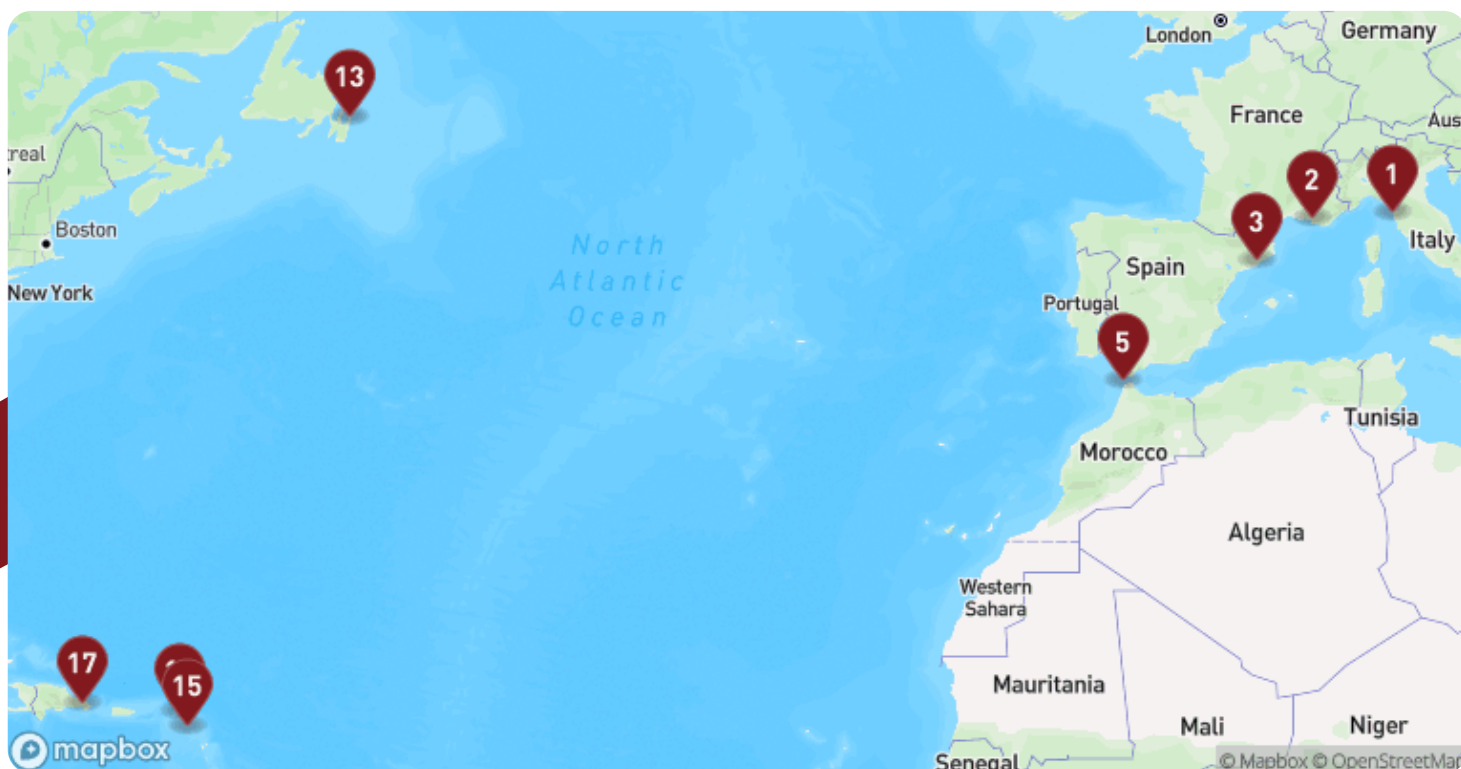 London
Germany
13
France
Aus
treal
2
1
3
Boston
North
Atlantic
Ocean
Spain
Italy
New York
Portugal
5
Tunisia
Morocco
Algeria
Western
Sahara
17
15
Mauritania
Mali
Niger
mapbox
Senegal
© Mapbox © OpenStreetMap